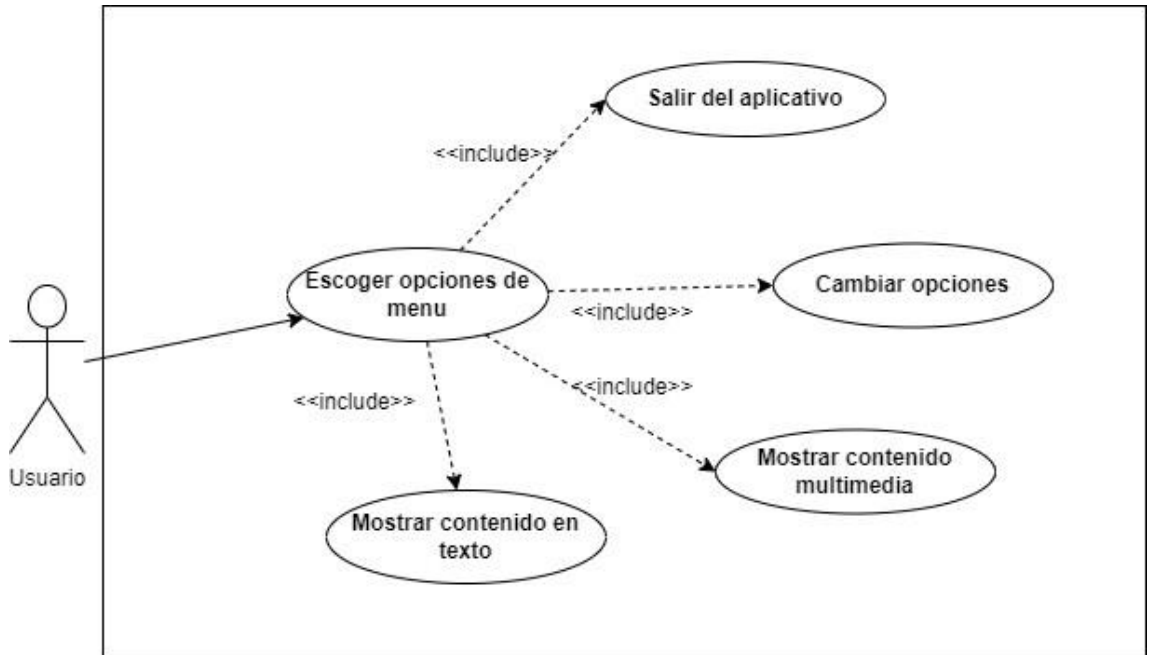 Salir del aplicativo
<<include>>
Escoger opciones de
menu
Cambiar opciones
<<include>>
<<include>>
<<include>>
Mostrar contenido
multimedia
Usuario
Mostrar contenido en
texto